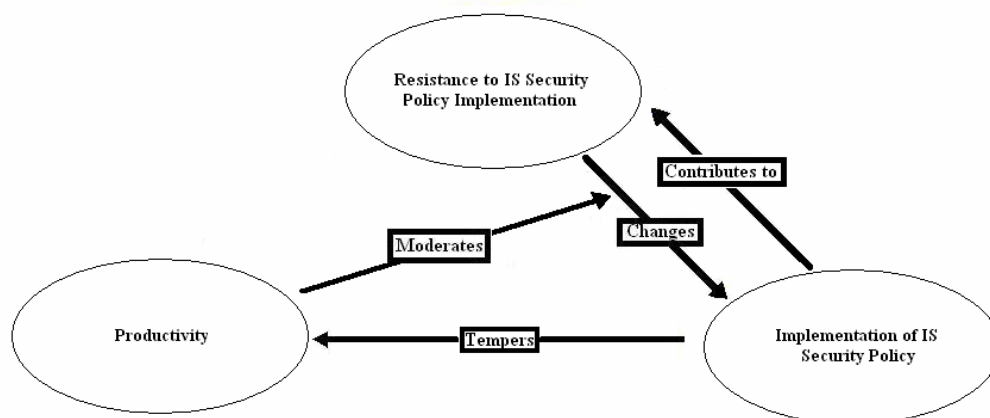 Resistance to IS Security
Policy Implementation
Contributes to
Changes
Moderates
Productivity
Tempers
Implementation of IS
Security Policy